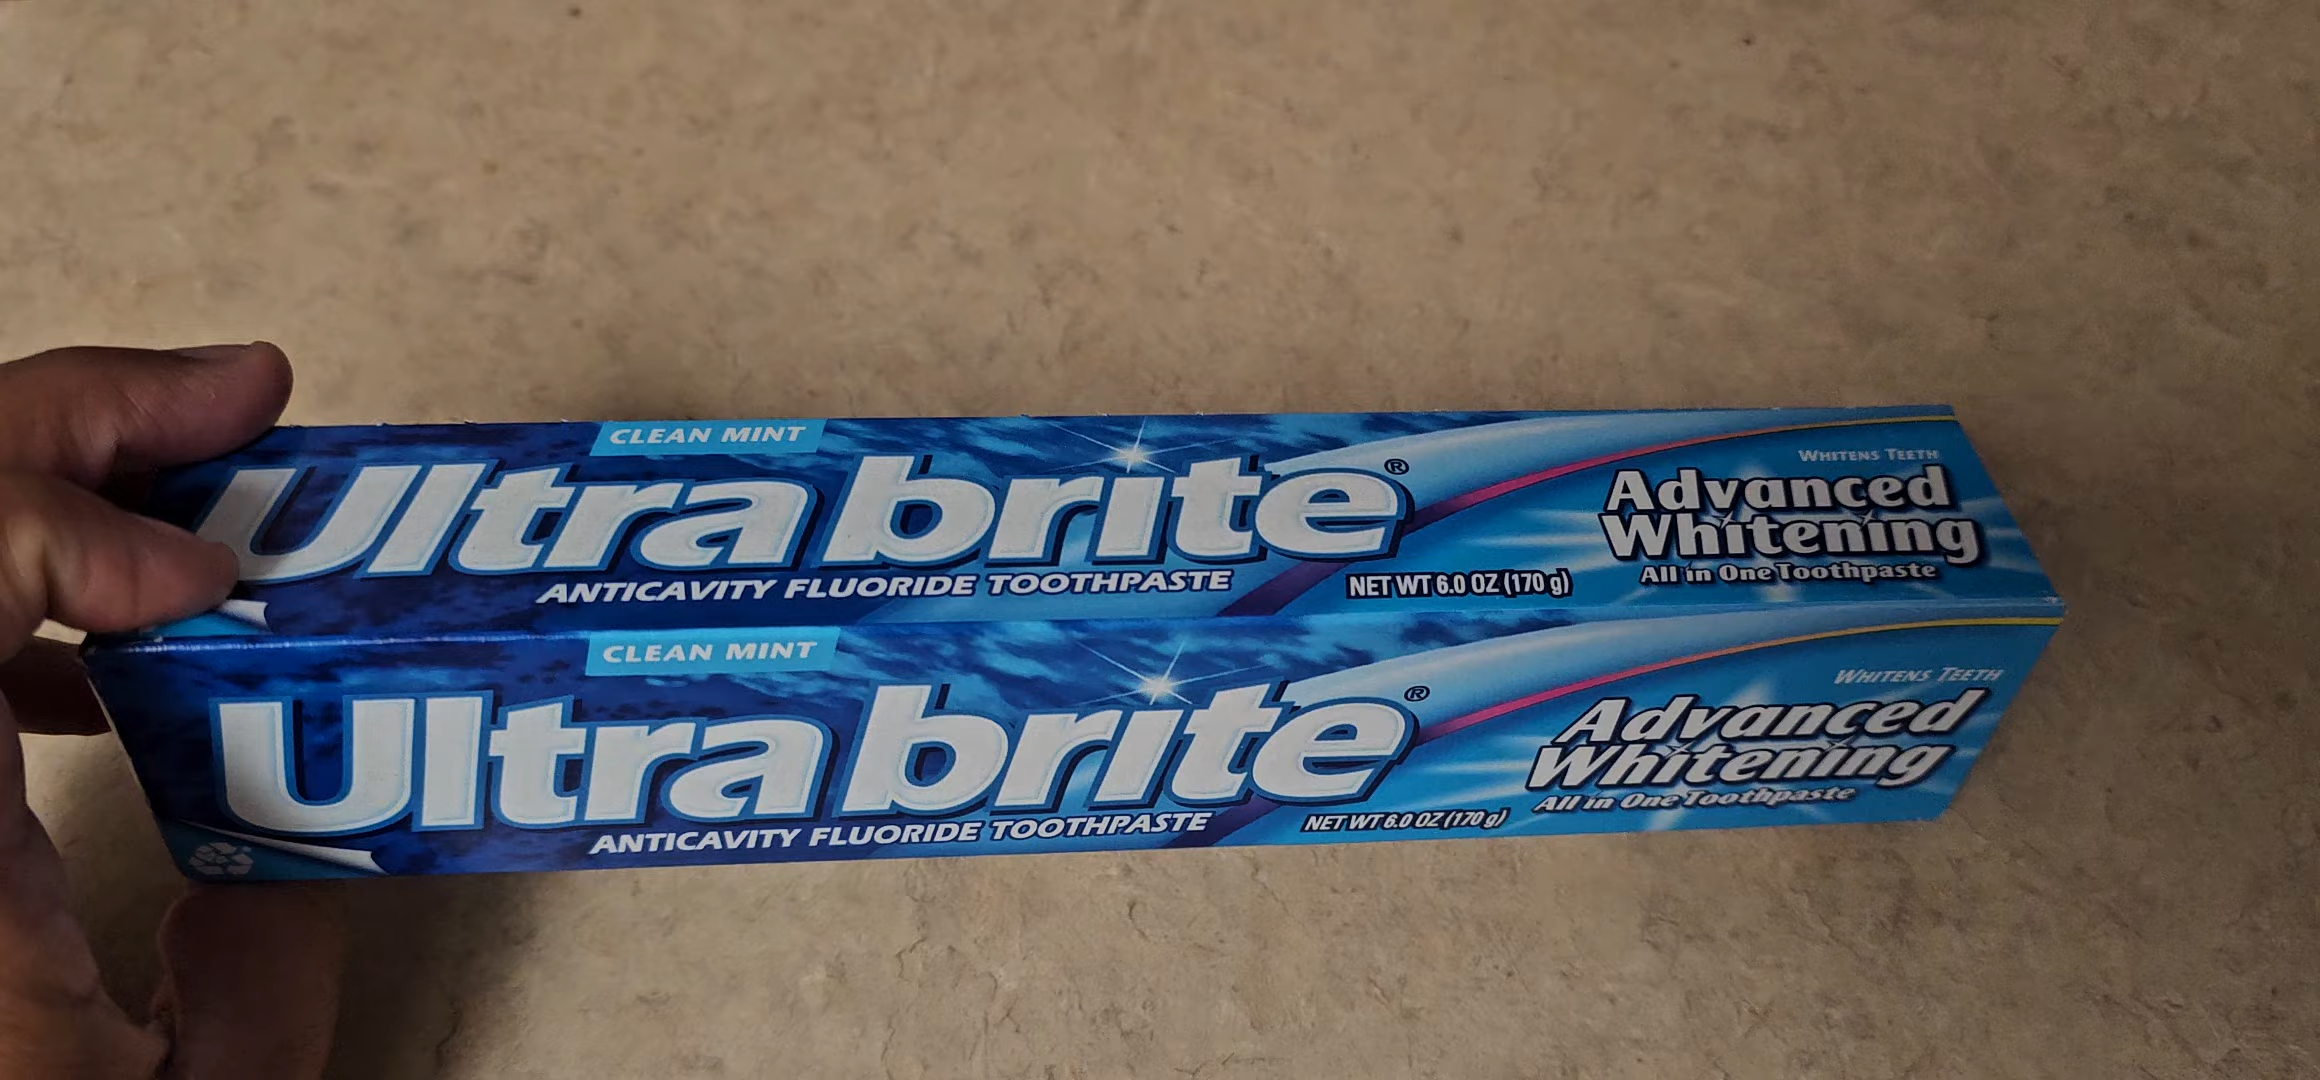 CLEAN MINT
Ultra brite®
ANTICAVITY FLUORIDE TOOTHPASTE
NET WT 6.0 OZ (170 g)
WHITENS TEETH
Advanced
Whitening
All in One Toothpaste
CLEAN MINT
Ultra brite®
ANTICAVITY FLUORIDE TOOTHPASTE
NET WT 6.0 OZ (170 g)
WHITENS TEETH
Advanced
Whitening
All in One Toothpaste